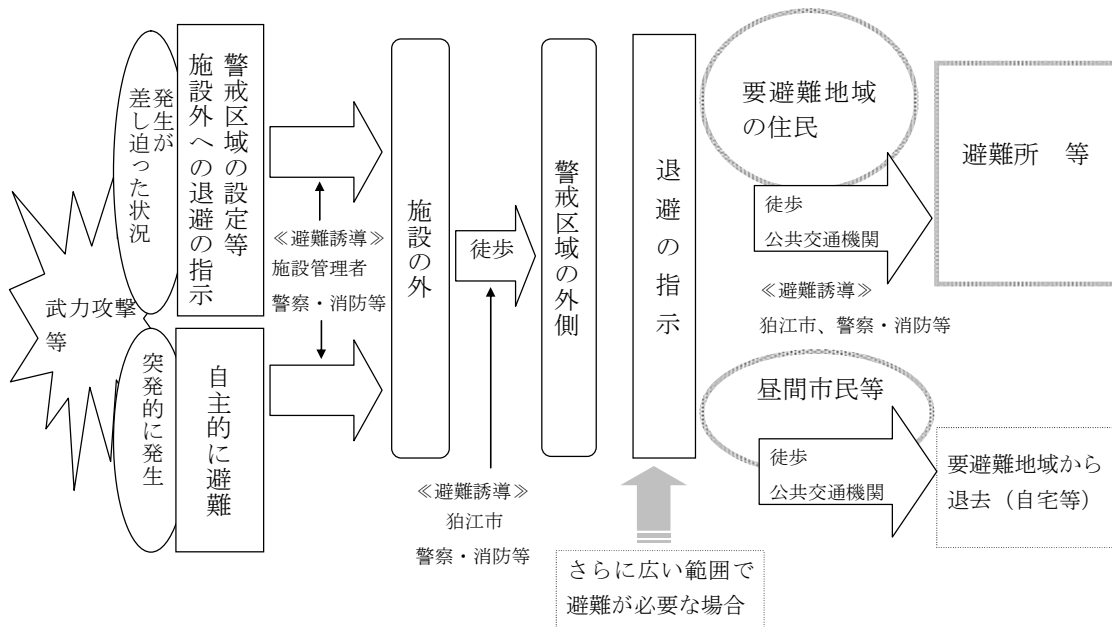 武力攻撃
等
発生が
差し迫った状況
警戒区域の設定等
施設外への退避の指示
突発的に発生
自主的に避難
≪避難誘導≫
施設管理者
警察・消防等
施設の外
徒歩
≪避難誘導≫
狛江市
警察・消防等
警戒区域の外側
退避の指示
さらに広い範囲で
避難が必要な場合
要避難地域
の住民
徒歩
公共交通機関
≪避難誘導≫
狛江市、警察・消防等
避難所　等
昼間市民等
徒歩
公共交通機関
要避難地域から
退去（自宅等）